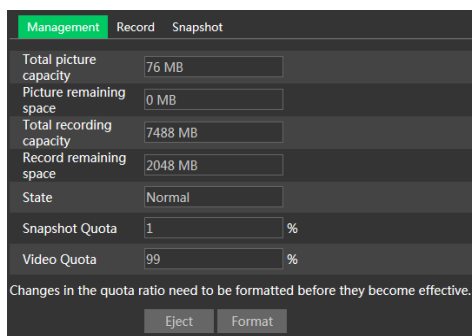 Management Record Snapshot
Total picture
capacity
76 MB
Picture remaining
space
0 MB
Total recording
capacity
7488 MB
Record remaining
space
2048 MB
State Normal
Snapshot Quota 1 %
Video Quota 99 %
Changes in the quota ratio need to be formatted before they become effective.
Eject Format